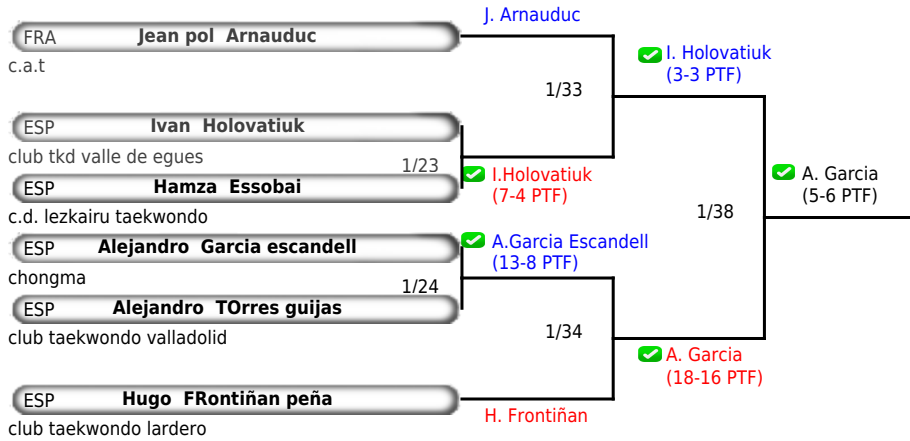 J. Arnauduc
FRA Jean pol Arnauduc
c.a.t
I. Holovatiuk
(3-3 PTF)
1/33
ESP Ivan Holovatiuk
club tkd valle de egues
1/23
I.Holovatiuk
(7-4 PTF)
ESP Hamza Essobai
c.d. lezkairu taekwondo
A. Garcia
(5-6 PTF)
1/38
ESP Alejandro Garcia escandell
chongma
A.Garcia Escandell
(13-8 PTF)
1/24
ESP Alejandro TOrres guijas
club taekwondo valladolid
1/34
A. Garcia
(18-16 PTF)
ESP Hugo FRontiñan peña
club taekwondo lardero
H. Frontiñan